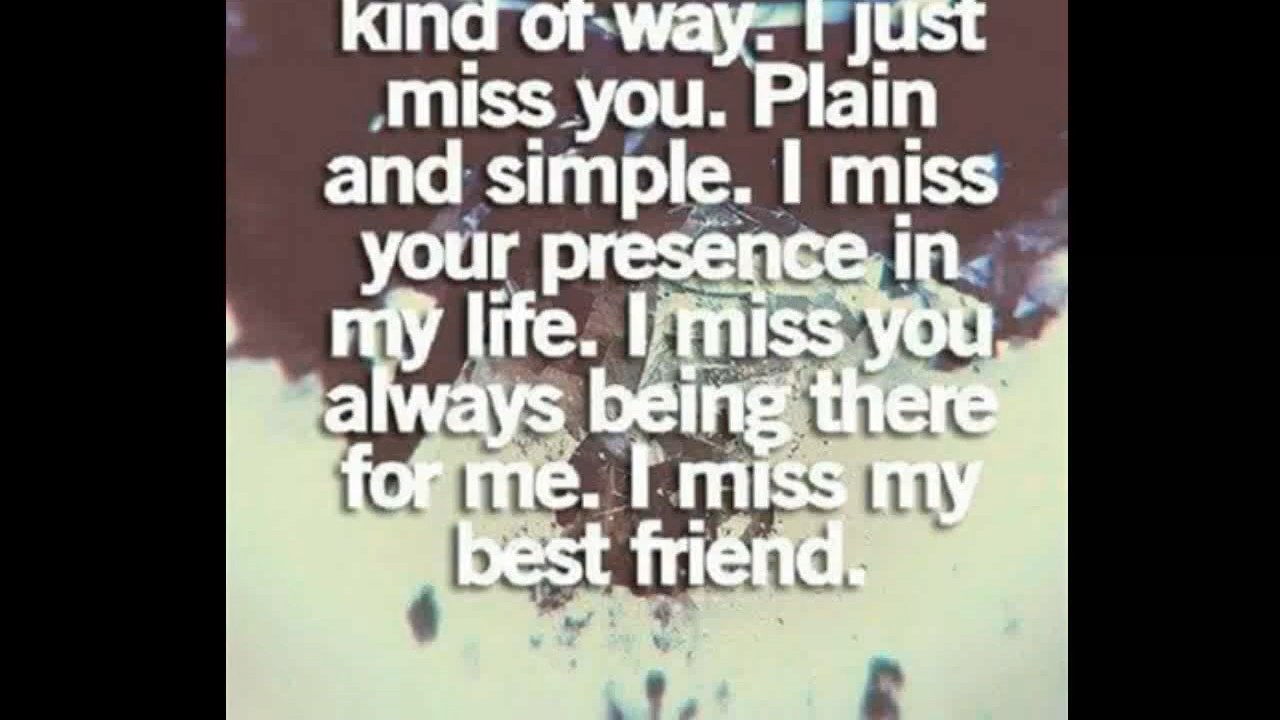 kind of way. I just
miss you. Plain
and simple. I miss
your presence in
my life. I miss you
always being there
for me. I miss my
best friend.